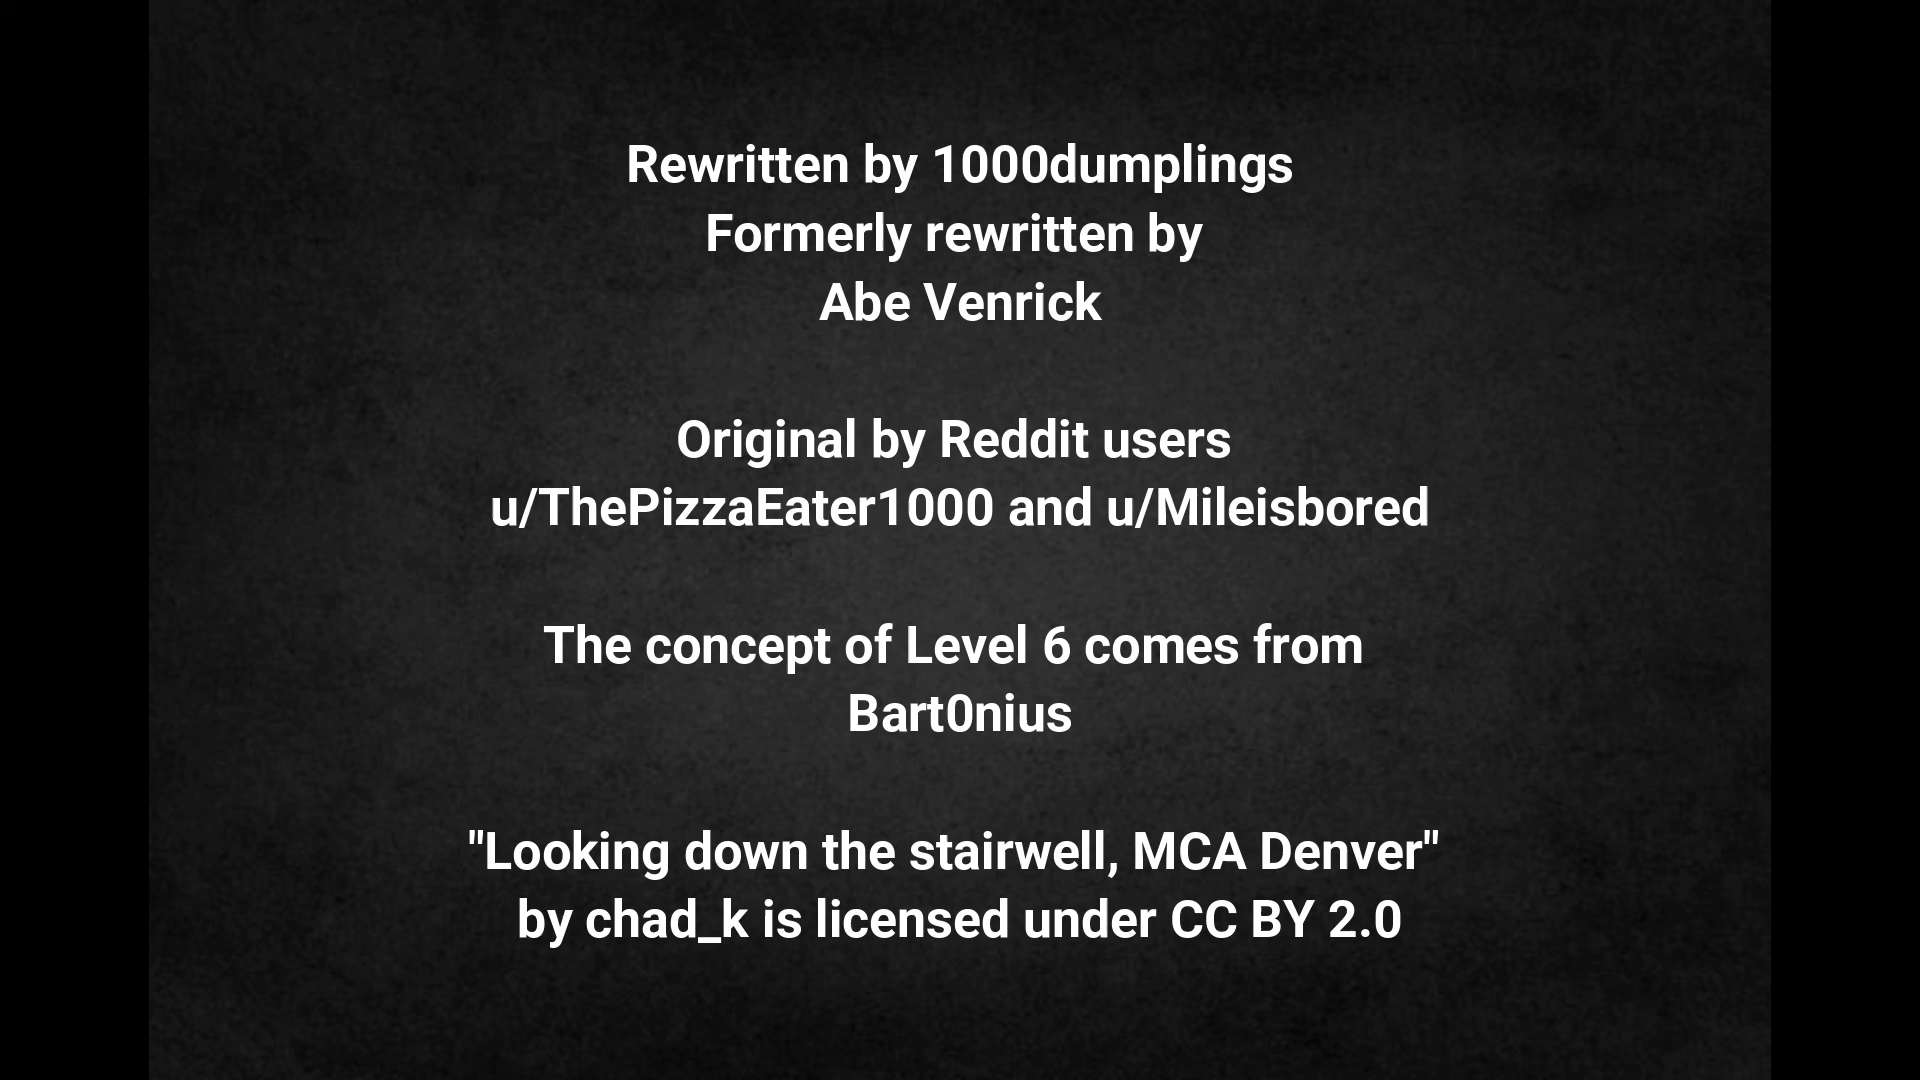 Rewritten by 1000dumplings
Formerly rewritten by
Abe Venrick
Original by Reddit users
u/ThePizzaEater1000 and u/Mileisbored
The concept of Level 6 comes from
Bart0nius
"Looking down the stairwell, MCA Denver"
by chad_k is licensed under CC BY 2.0